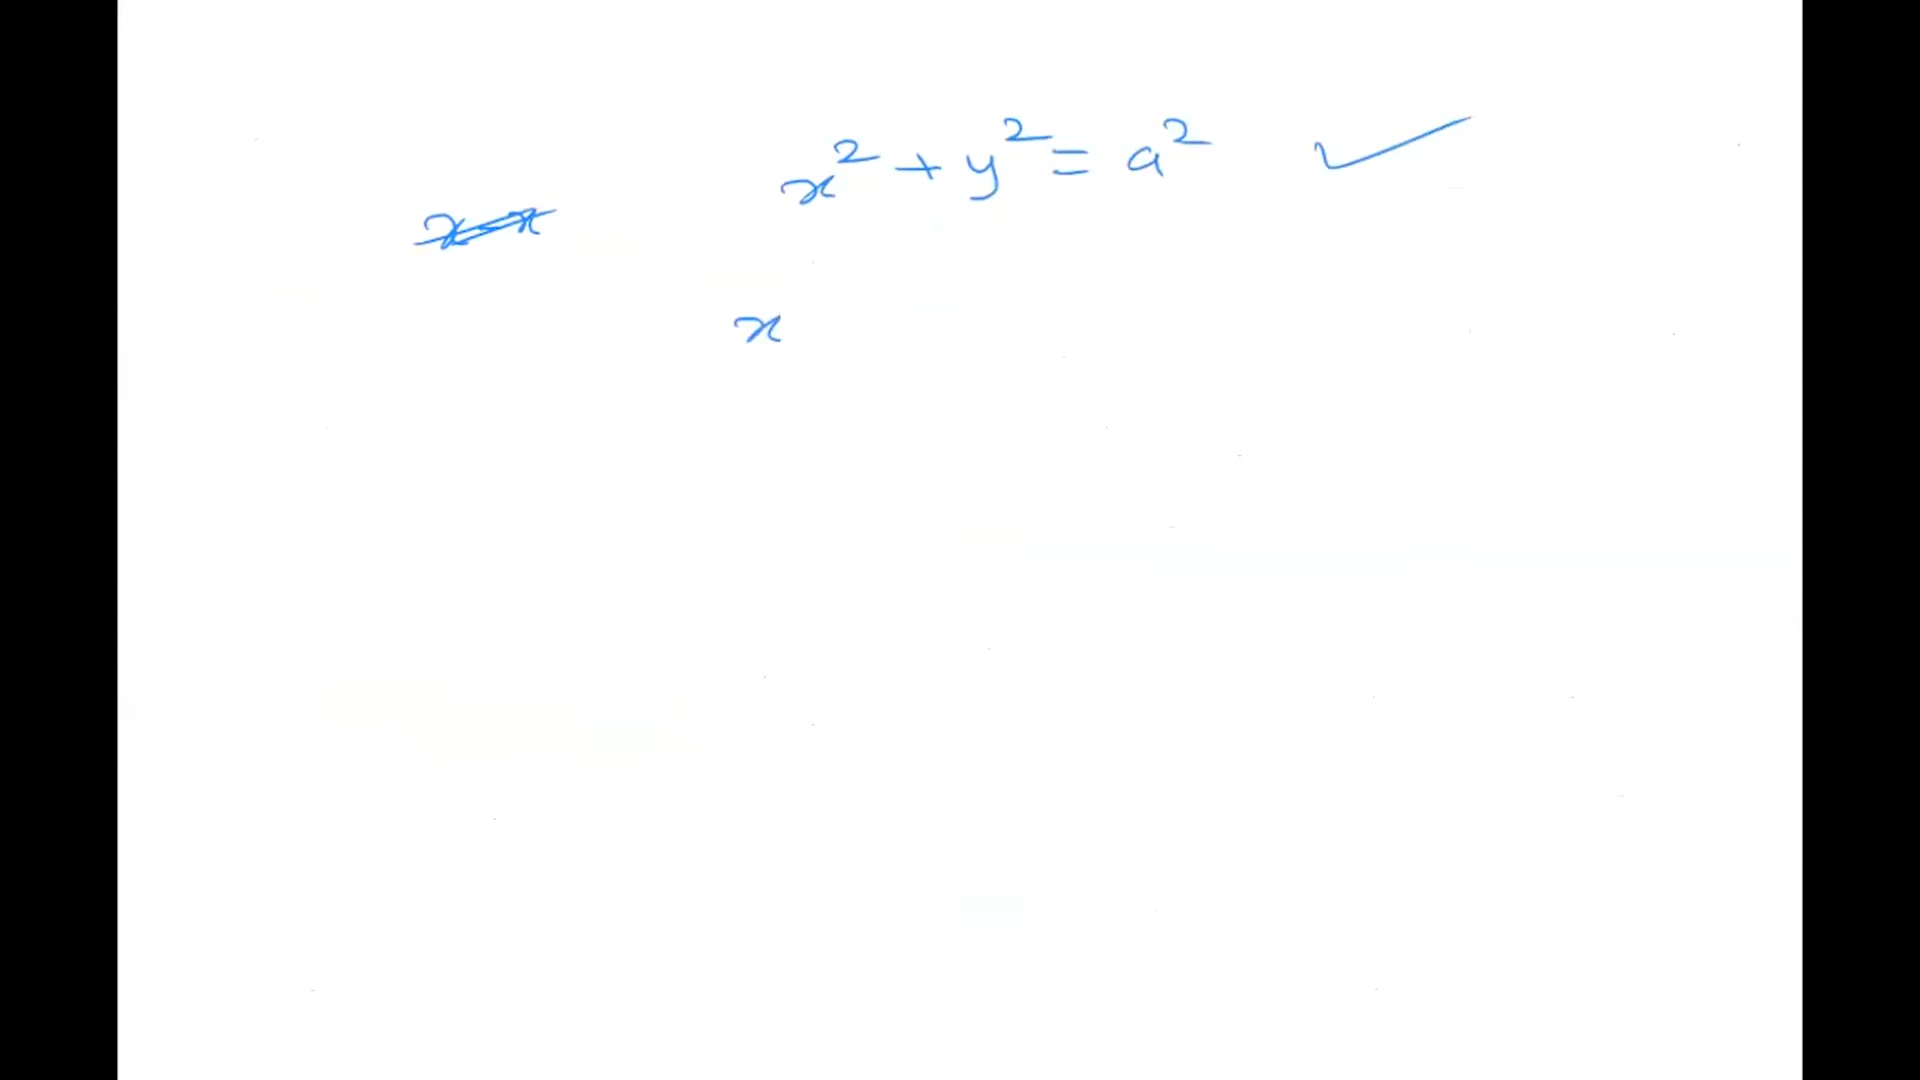 x² + y² = a² ✓
x